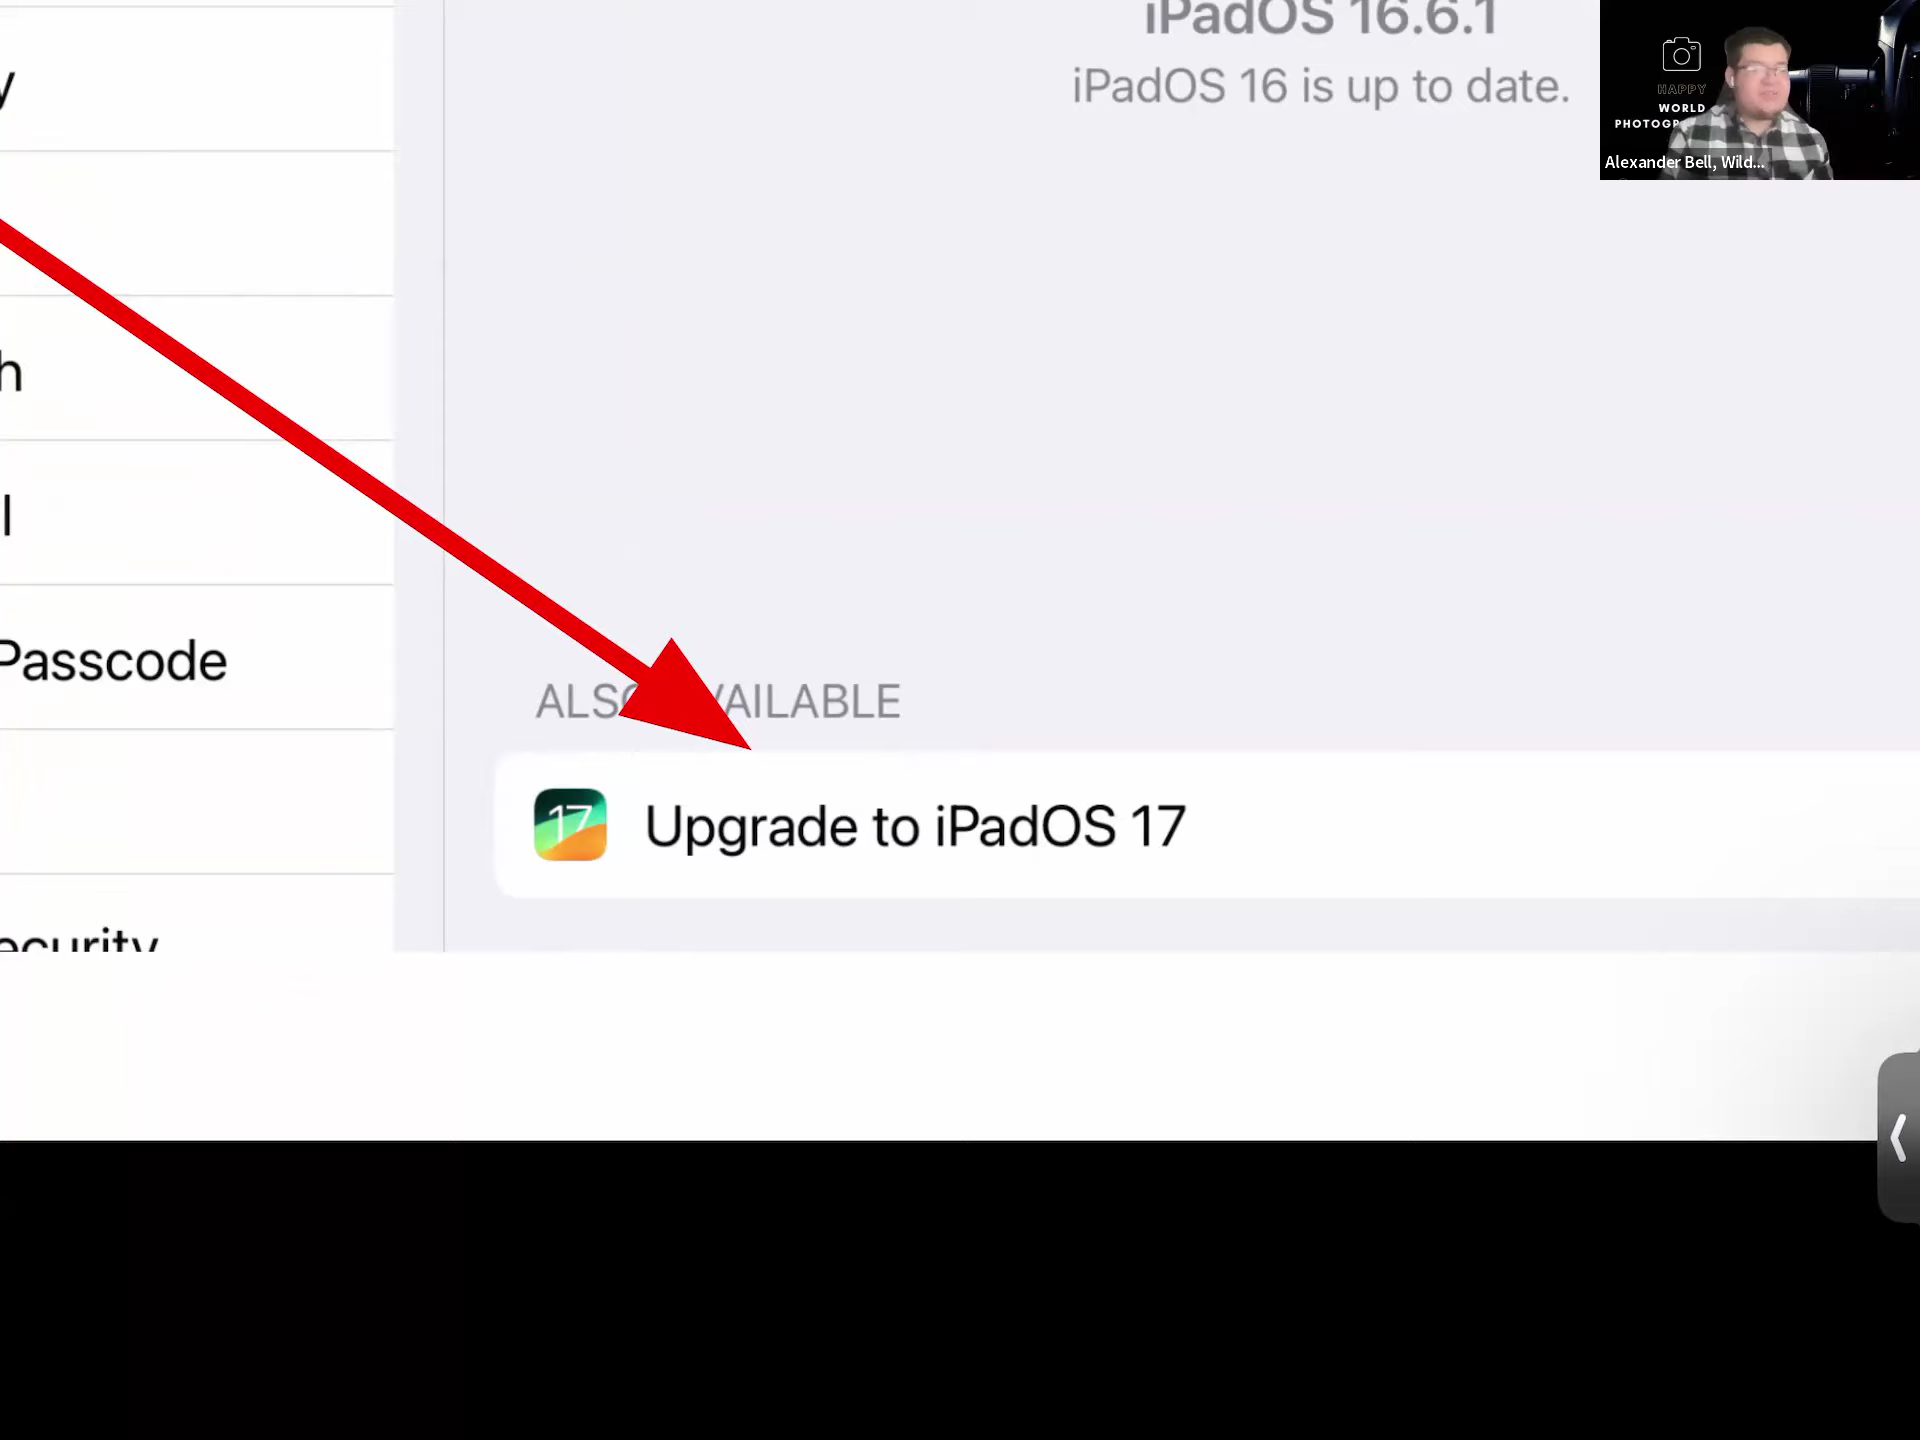 iPadOS 16.6.1
iPadOS 16 is up to date.
HAPPY
WORLD
Alexander Bell, Wild...
Passcode
ALSO AVAILABLE
17
Upgrade to iPadOS 17